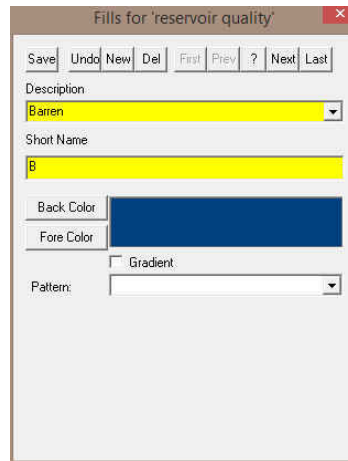 Fills for 'reservoir quality'
Save Undo New Del First Prev ? Next Last
Description
Barren
Short Name
B
Back Color
Fore Color
Gradient
Pattern: